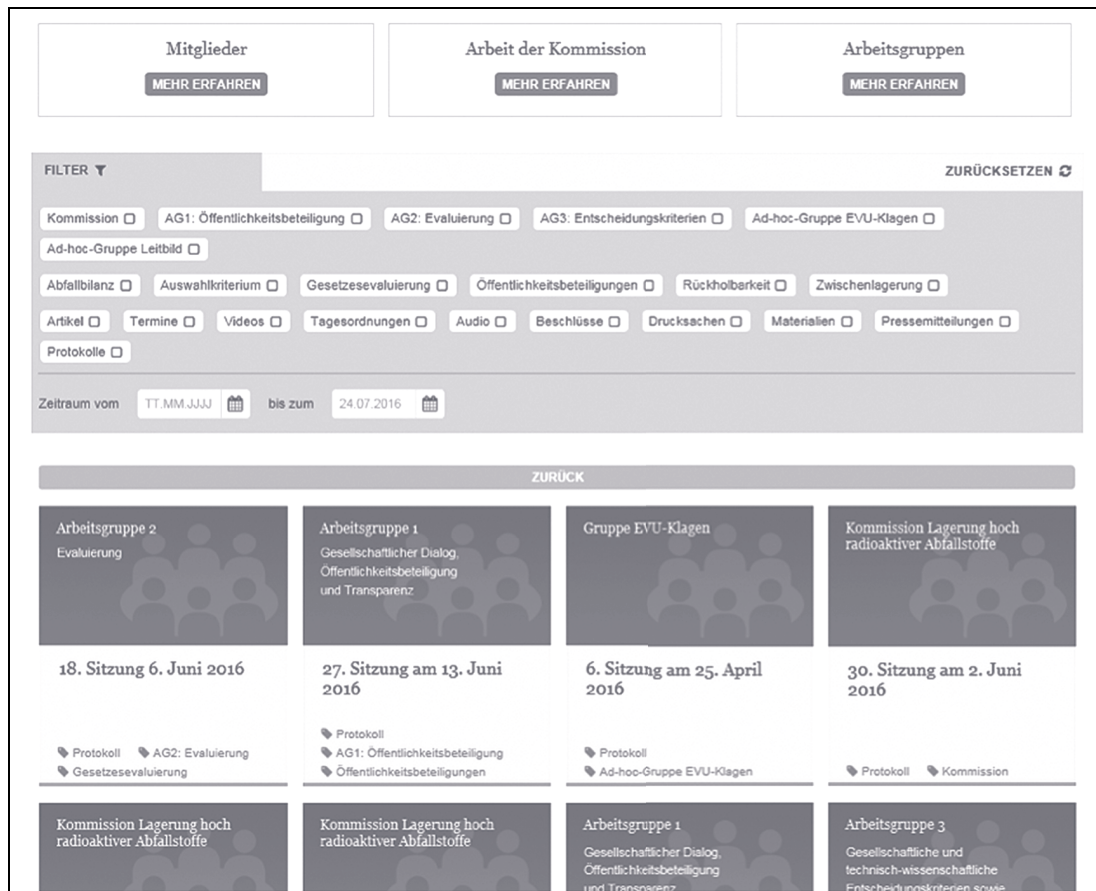 Mitglieder
MEHR ERFAHREN
Arbeit der Kommission
MEHR ERFAHREN
Arbeitsgruppen
MEHR ERFAHREN
FILTER
ZURÜCKSETZEN
Kommission AG1: Öffentlichkeitsbeteiligung AG2: Evaluierung AG3: Entscheidungskriterien Ad-hoc-Gruppe EVU-Klagen
Ad-hoc-Gruppe Leitbild
Abfallbilanz Auswahlkriterium Gesetzesevaluierung Öffentlichkeitsbeteiligungen Rückholbarkeit Zwischenlagerung
Artikel Termine Videos Tagesordnungen Audio Beschlüsse Drucksachen Materialien Pressemitteilungen
Protokolle
Zeitraum vom TT.MM.JJJJ bis zum 24.07.2016
ZURÜCK
Arbeitsgruppe 2
Evaluierung
18. Sitzung 6. Juni 2016
Protokoll AG2: Evaluierung
Gesetzesevaluierung
Arbeitsgruppe 1
Gesellschaftlicher Dialog,
Öffentlichkeitsbeteiligung
und Transparenz
27. Sitzung am 13. Juni
2016
Protokoll
AG1: Öffentlichkeitsbeteiligung
Öffentlichkeitsbeteiligungen
Gruppe EVU-Klagen
6. Sitzung am 25. April
2016
Protokoll
Ad-hoc-Gruppe EVU-Klagen
Kommission Lagerung hoch
radioaktiver Abfallstoffe
30. Sitzung am 2. Juni
2016
Protokoll Kommission
Kommission Lagerung hoch
radioaktiver Abfallstoffe
Kommission Lagerung hoch
radioaktiver Abfallstoffe
Arbeitsgruppe 1
Gesellschaftlicher Dialog,
Öffentlichkeitsbeteiligung
und Transparenz
Arbeitsgruppe 3
Gesellschaftliche und
technisch-wissenschaftliche
Entscheidungskriterien sowie